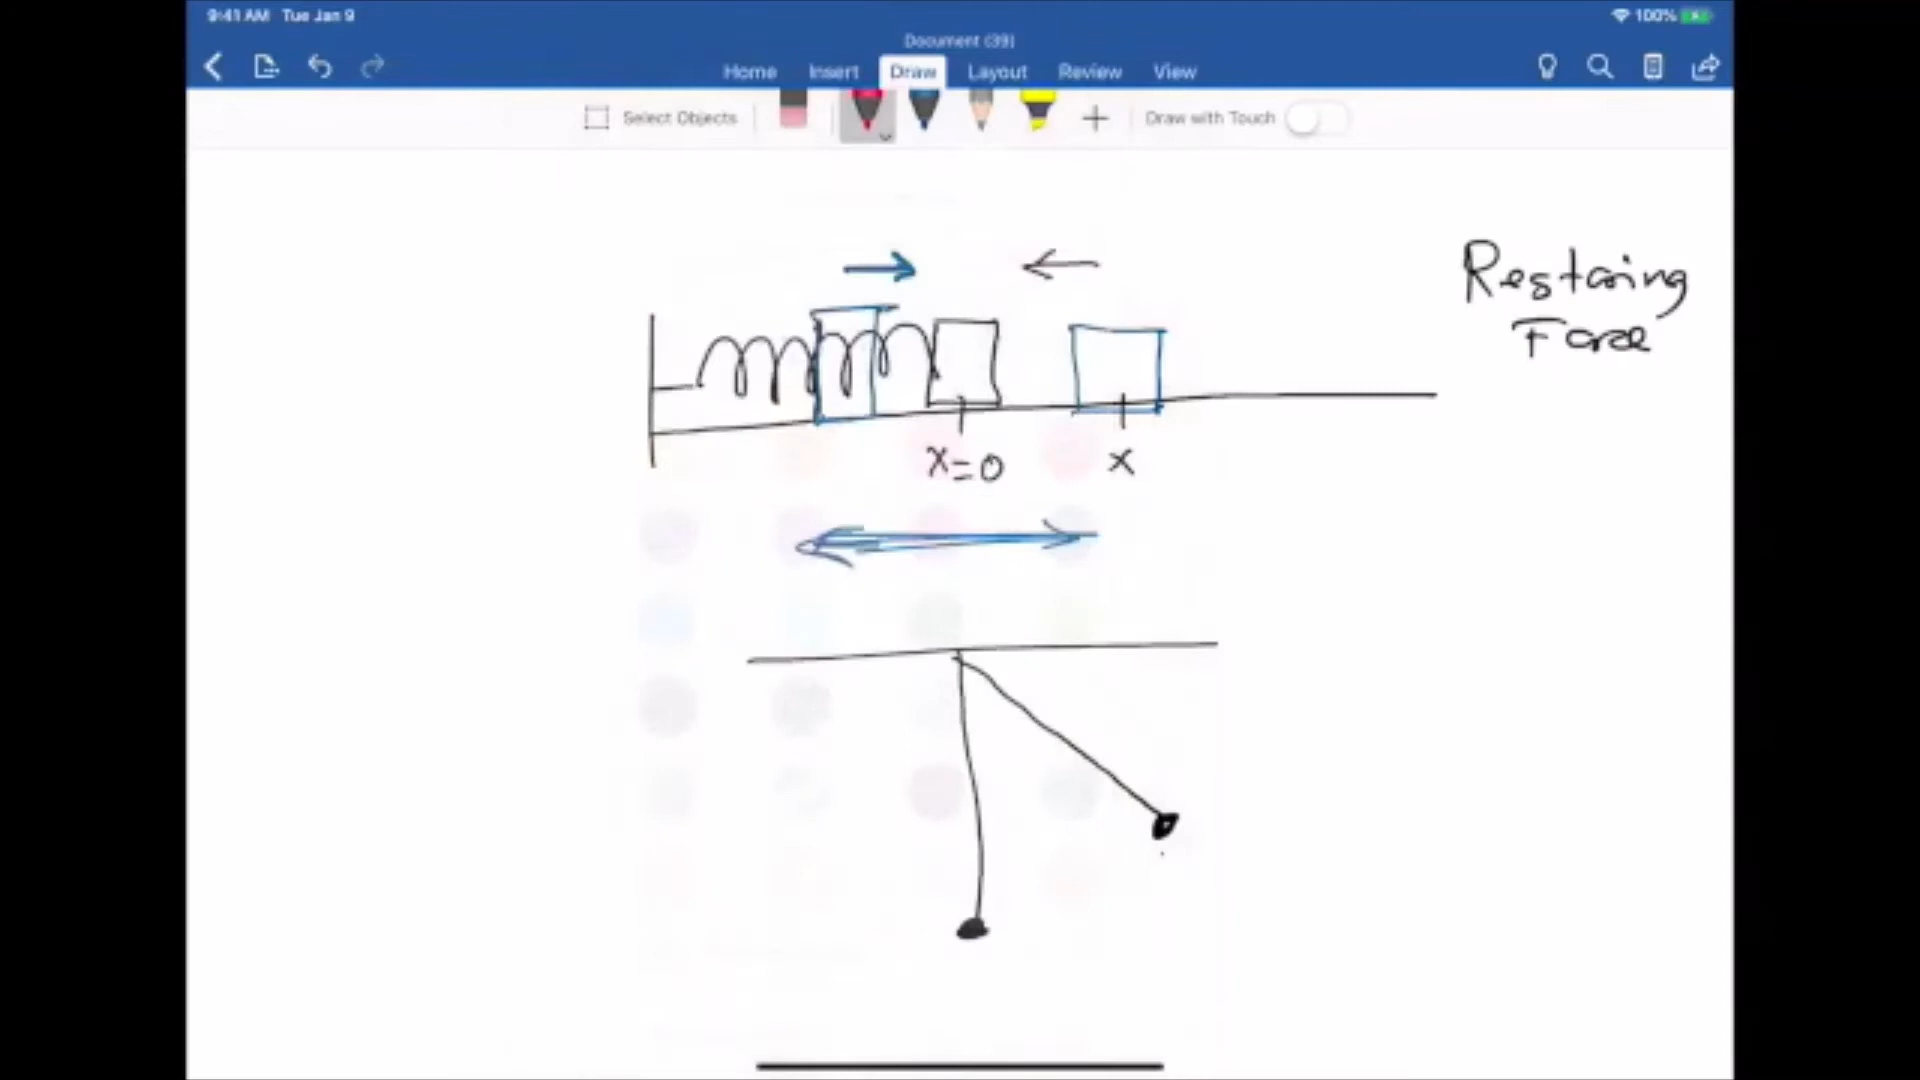 9:41 AM Tue Jan 9
100%
Document (39)
Home Insert Draw Layout Review View
Select Objects
Draw with Touch
Restoring
Force
x=0
x